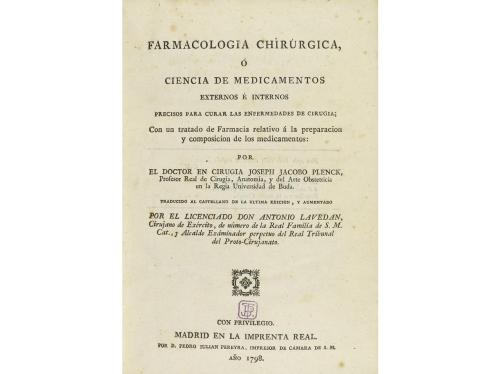 FARMACOLOGIA CHIRURGICA,
Ó
CIENCIA DE MEDICAMENTOS
EXTERNOS É INTERNOS
PRECISOS PARA CURAR LAS ENFERMEDADES DE CIRUGIA;
Con un tratado de Farmacia relativo á la preparacion
y composicion de los medicamentos:
POR
EL DOCTOR EN CIRUGIA JOSEPH JACOBO PLENCK,
Profesor Real de Cirugia, Anatomia, y del Arte Obstetricia
en la Regia Universidad de Buda.
TRADUCIDO AL CASTELLANO DE LA ULTIMA EDICION, Y AUMENTADO
POR EL LICENCIADO DON ANTONIO LAVEDAN,
Cirujano de Exército, de número de la Real Familia de S. M.
Cat., y Alcalde Exâminador perpetuo del Real Tribunal
del Proto-Cirujanato.
CON PRIVILEGIO.
MADRID EN LA IMPRENTA REAL.
POR D. PEDRO JULIAN PEREYRA, IMPRESOR DE CÁMARA DE S. M.
AÑO 1798.